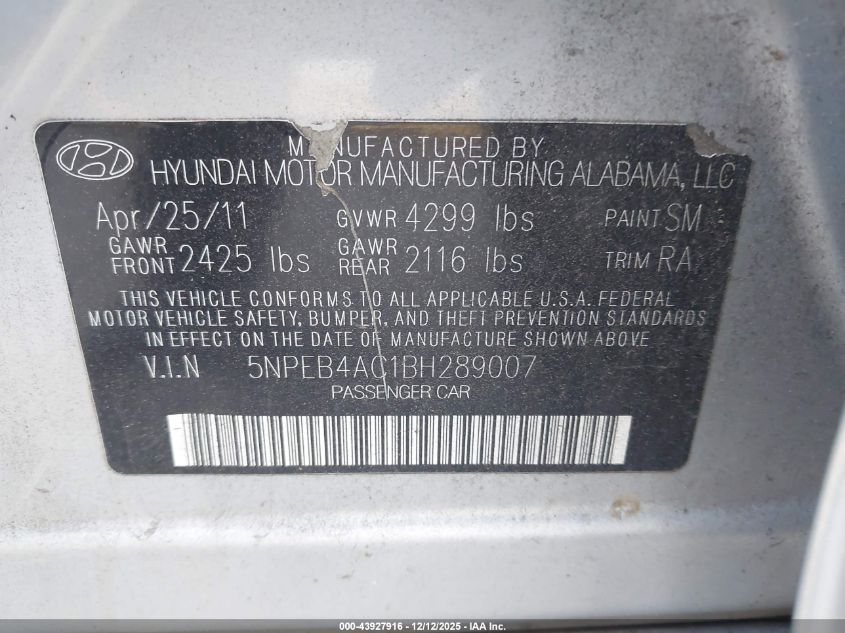 MANUFACTURED BY
HYUNDAI MOTOR MANUFACTURING ALABAMA, LLC
Apr/25/11 GVWR 4299 lbs PAINT SM
GAWR FRONT 2425 lbs GAWR REAR 2116 lbs TRIM RA
THIS VEHICLE CONFORMS TO ALL APPLICABLE U.S.A. FEDERAL
MOTOR VEHICLE SAFETY, BUMPER, AND THEFT PREVENTION STANDARDS
IN EFFECT ON THE DATE OF MANUFACTURE SHOWN ABOVE.
V.I.N 5NPEB4AC1BH289007
PASSENGER CAR
000-43927916 - 12/12/2025 - IAA Inc.